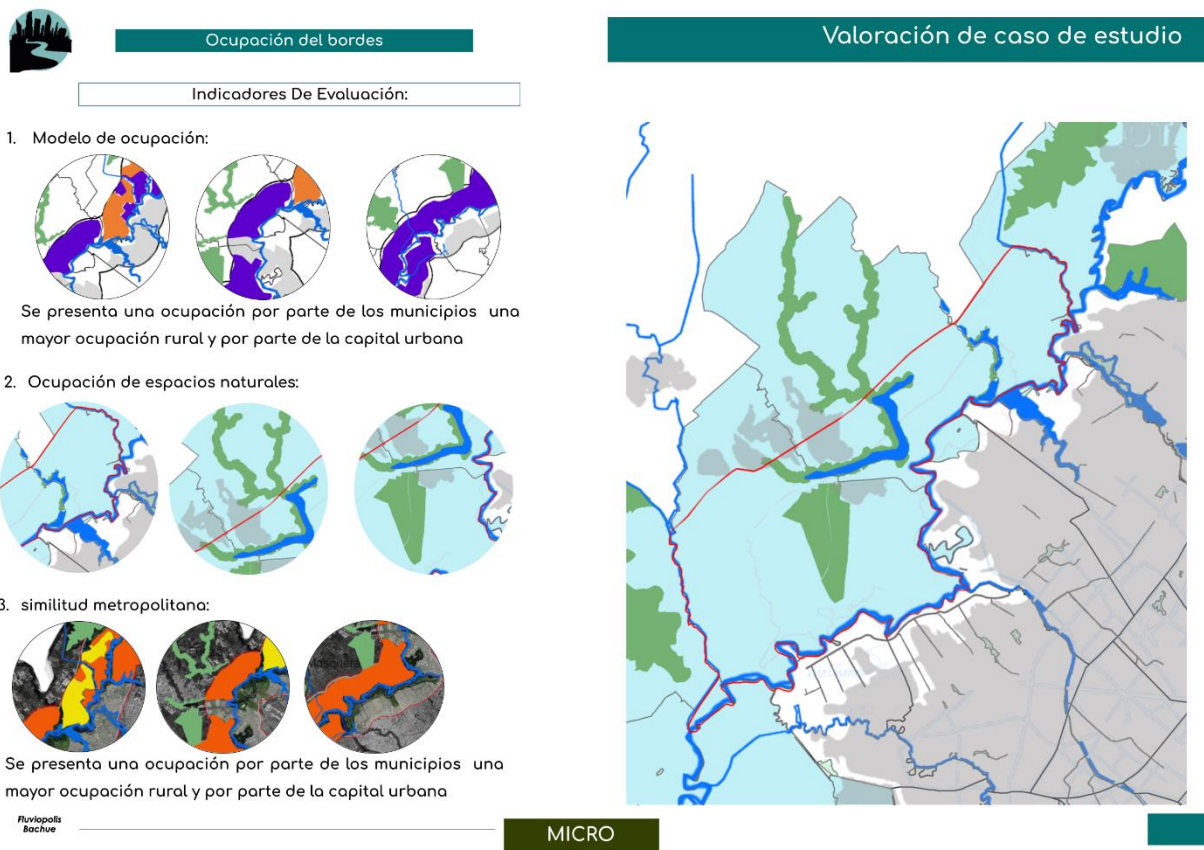 Ocupación del bordes
Valoración de caso de estudio
Indicadores De Evaluación:
1. Modelo de ocupación:
Se presenta una ocupación por parte de los municipios una
mayor ocupación rural y por parte de la capital urbana
2. Ocupación de espacios naturales:
3. similitud metropolitana:
Mosquera
Se presenta una ocupación por parte de los municipios una
mayor ocupación rural y por parte de la capital urbana
Fluviopolis
Bachue
MICRO